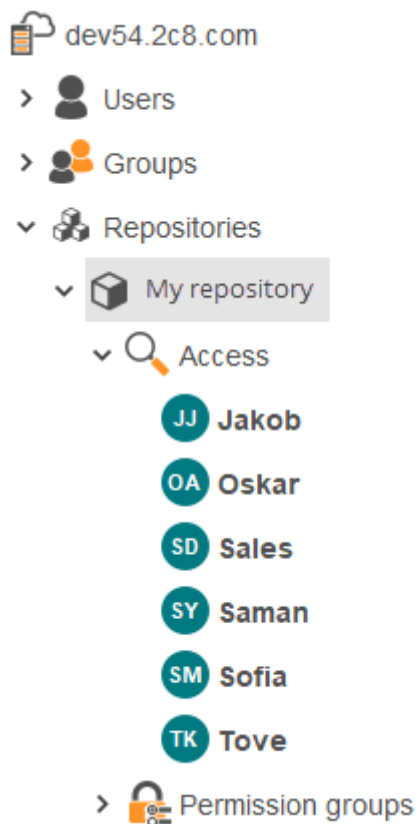 dev54.2c8.com
Users
Groups
Repositories
My repository
Access
JJ Jakob
OA Oskar
SD Sales
SY Saman
SM Sofia
TK Tove
Permission groups